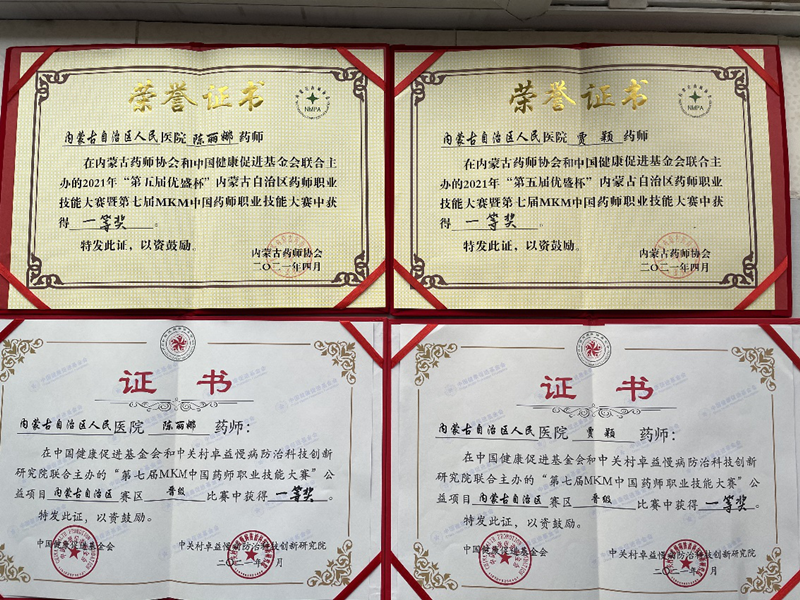 荣誉证书
NMPA
内蒙古自治区人民医院 陈丽娜 药师
在内蒙古药师协会和中国健康促进基金会联合主
办的2021年“第五届优盛杯”内蒙古自治区药师职业
技能大赛暨第七届MKM中国药师职业技能大赛中获
得 一等奖 。
特发此证，以资鼓励。
内蒙古药师协会
二〇二一年四月
荣誉证书
NMPA
内蒙古自治区人民医院 贾颖 药师
在内蒙古药师协会和中国健康促进基金会联合主
办的2021年“第五届优盛杯”内蒙古自治区药师职业
技能大赛暨第七届MKM中国药师职业技能大赛中获
得 一等奖 。
特发此证，以资鼓励。
内蒙古药师协会
二〇二一年四月
证书
内蒙古自治区人民医院 陈丽娜 药师：
在中国健康促进基金会和中关村卓益慢病防治科技创新
研究院联合主办的“第七届MKM中国药师职业技能大赛”公
益项目 内蒙古自治区 赛区 晋级 比赛中获得 一等奖 。
特发此证，以资鼓励。
中国健康促进基金会 中关村卓益慢病防治科技创新研究院
二〇二一年 月
证书
内蒙古自治区人民医院 贾颖 药师：
在中国健康促进基金会和中关村卓益慢病防治科技创新
研究院联合主办的“第七届MKM中国药师职业技能大赛”公
益项目 内蒙古自治区 赛区 晋级 比赛中获得 一等奖 。
特发此证，以资鼓励。
中国健康促进基金会 中关村卓益慢病防治科技创新研究院
二〇二一年 月